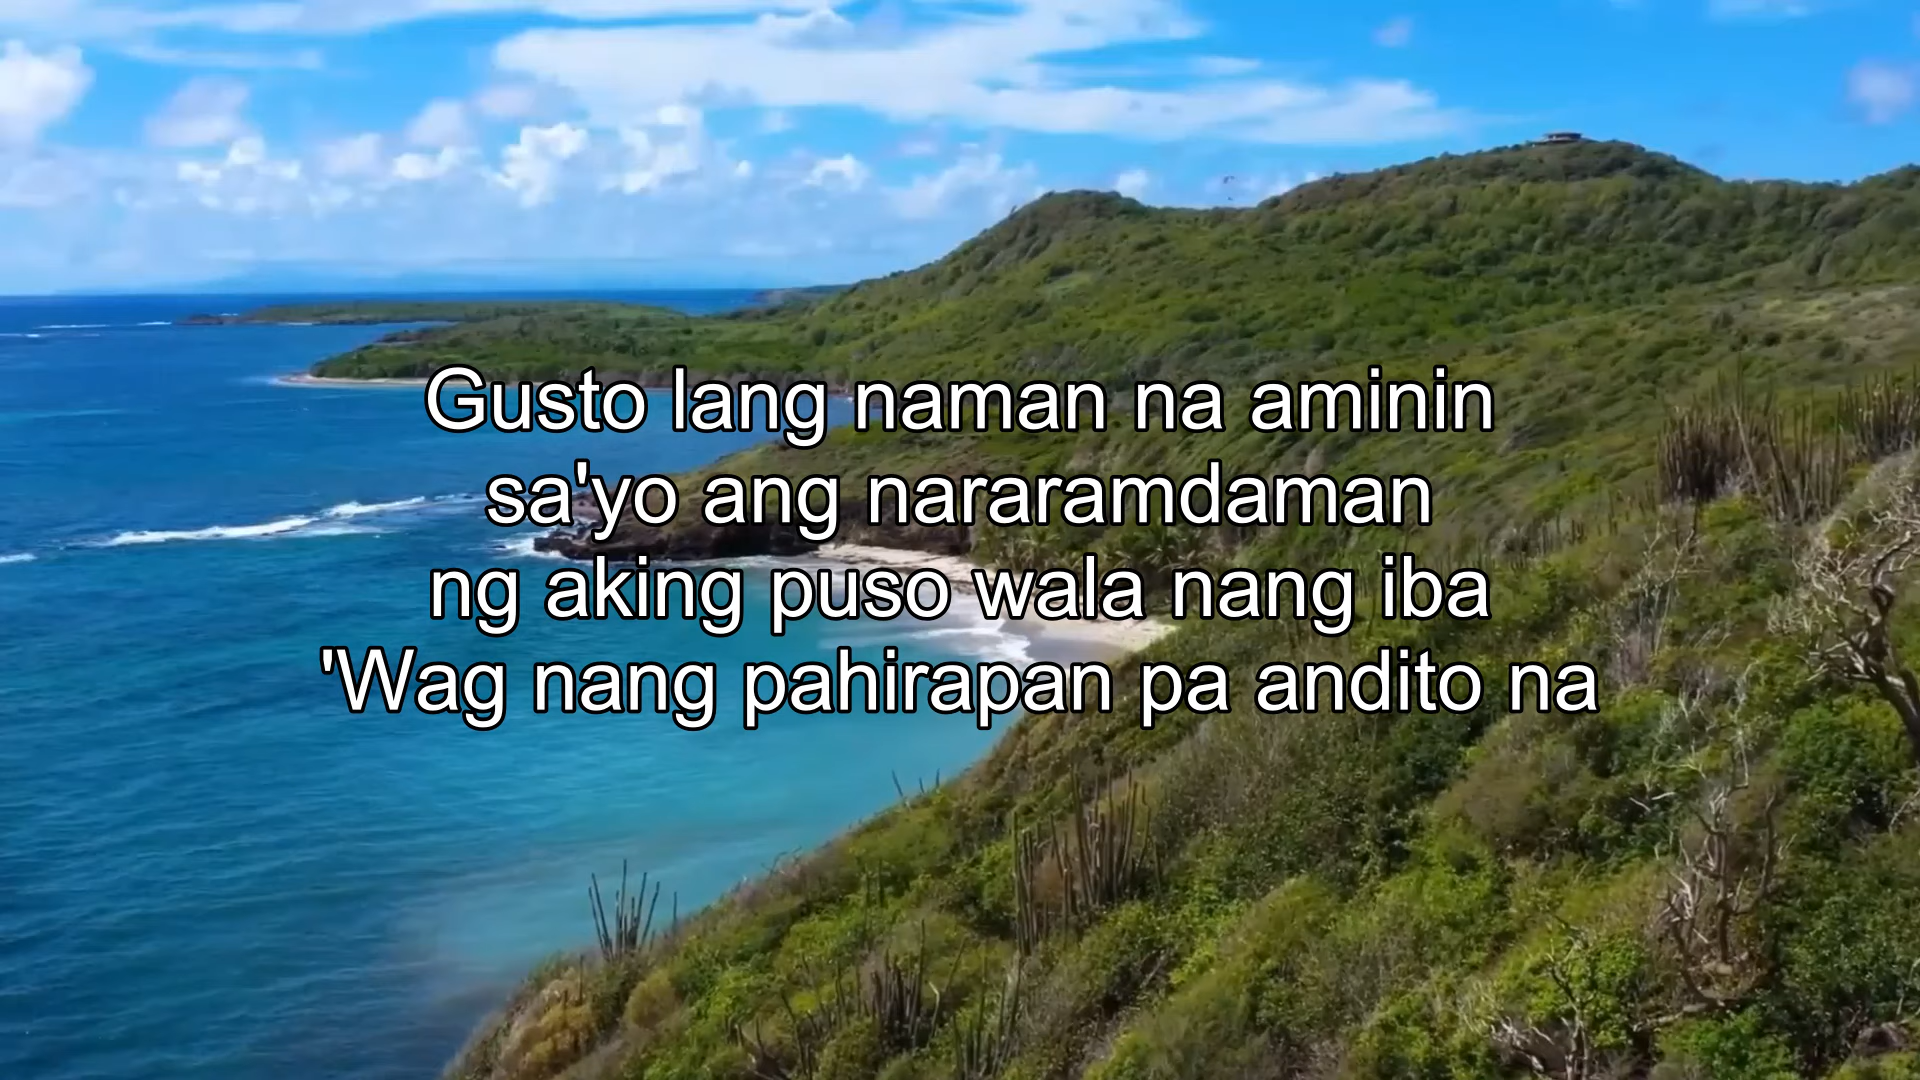 Gusto lang naman na aminin
sa'yo ang nararamdaman
ng aking puso wala nang iba
'Wag nang pahirapan pa andito na